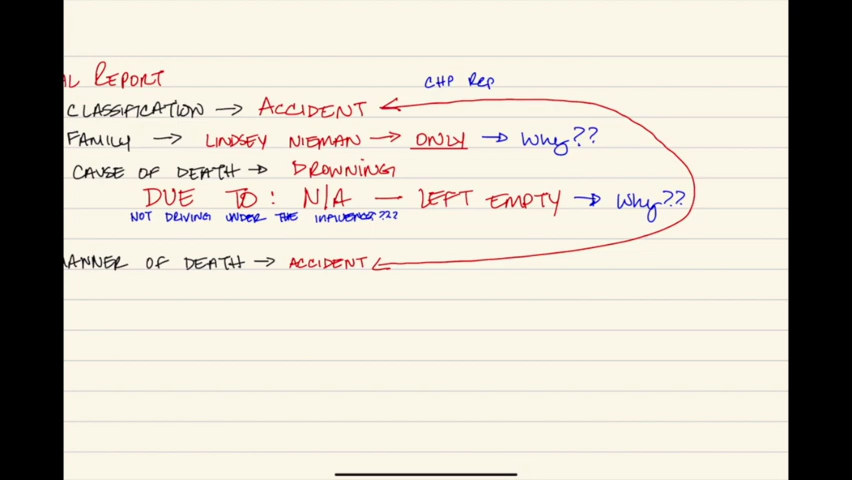 CHP Rep
AL REPORT
CLASSIFICATION → ACCIDENT
FAMILY → LINDSEY NIEMAN → ONLY → Why??
CAUSE OF DEATH → DROWNING
DUE TO: N/A — LEFT EMPTY → Why??
NOT DRIVING UNDER THE INFLUENCE???
ANNER OF DEATH → ACCIDENT